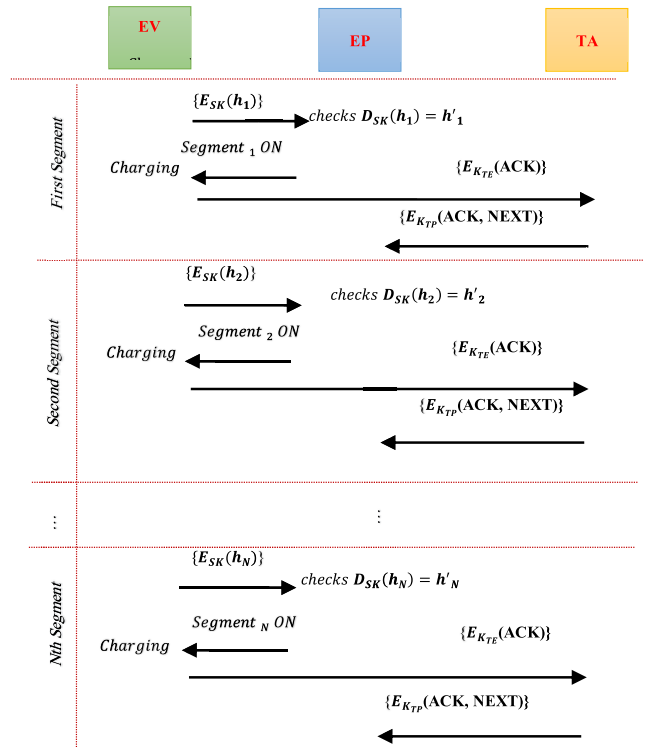 EV
EP
TA
First Segment
{E_SK(h_1)}
checks D_SK(h_1) = h'_1
Segment _1 ON
Charging
{E_K_TE(ACK)}
{E_K_TP(ACK, NEXT)}
Second Segment
{E_SK(h_2)}
checks D_SK(h_2) = h'_2
Segment _2 ON
Charging
{E_K_TE(ACK)}
{E_K_TP(ACK, NEXT)}
...
⋮
Nth Segment
{E_SK(h_N)}
checks D_SK(h_N) = h'_N
Segment _N ON
Charging
{E_K_TE(ACK)}
{E_K_TP(ACK, NEXT)}